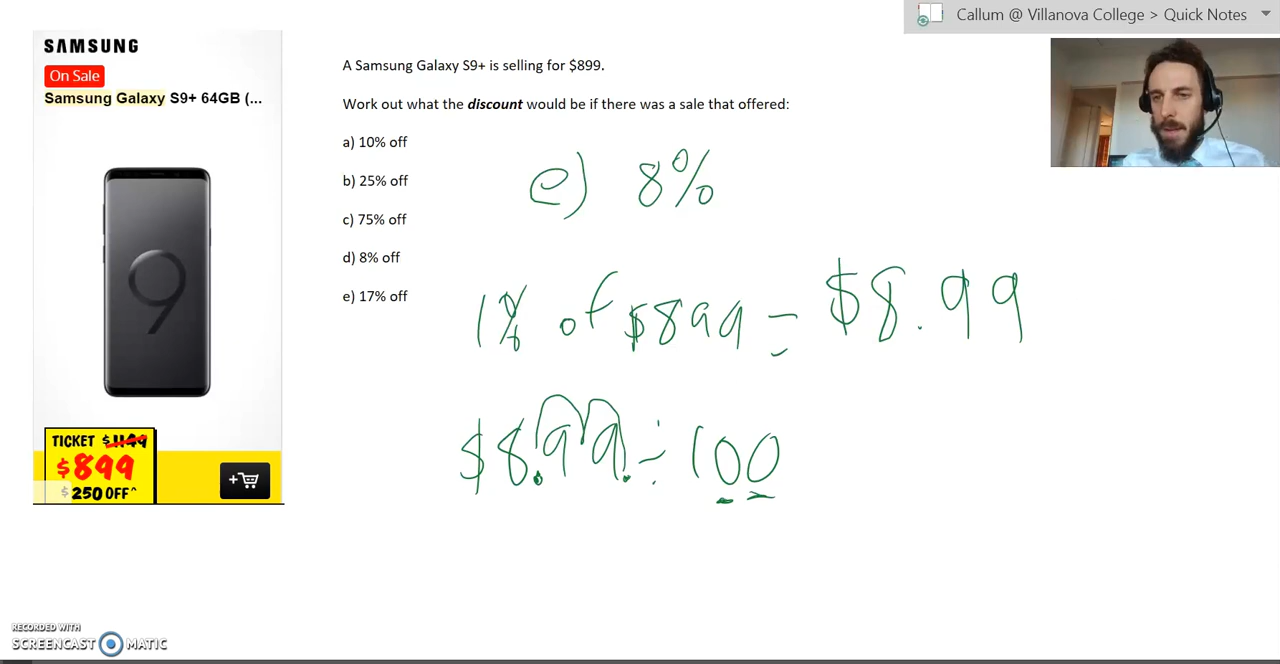 Callum @ Villanova College > Quick Notes
SAMSUNG
On Sale
Samsung Galaxy S9+ 64GB (...
9
TICKET $1149
$899
$250 OFF^
+
A Samsung Galaxy S9+ is selling for $899.
Work out what the discount would be if there was a sale that offered:
a) 10% off
b) 25% off
c) 75% off
d) 8% off
e) 17% off
e) 8%
1% of $899 = $8.99
$8.99. ÷ 100
RECORDED WITH
SCREENCAST MATIC